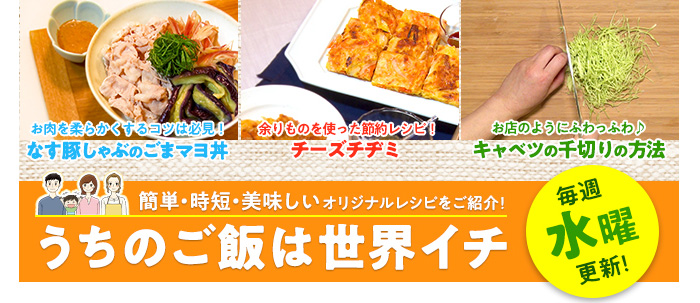 お肉を柔らかくするコツは必見！
なす豚しゃぶのごまマヨ丼
余りものを使った節約レシピ！
チーズチヂミ
お店のようにふわっふわ♪
キャベツの千切りの方法
簡単・時短・美味しいオリジナルレシピをご紹介！
うちのご飯は世界イチ
毎週
水曜
更新！